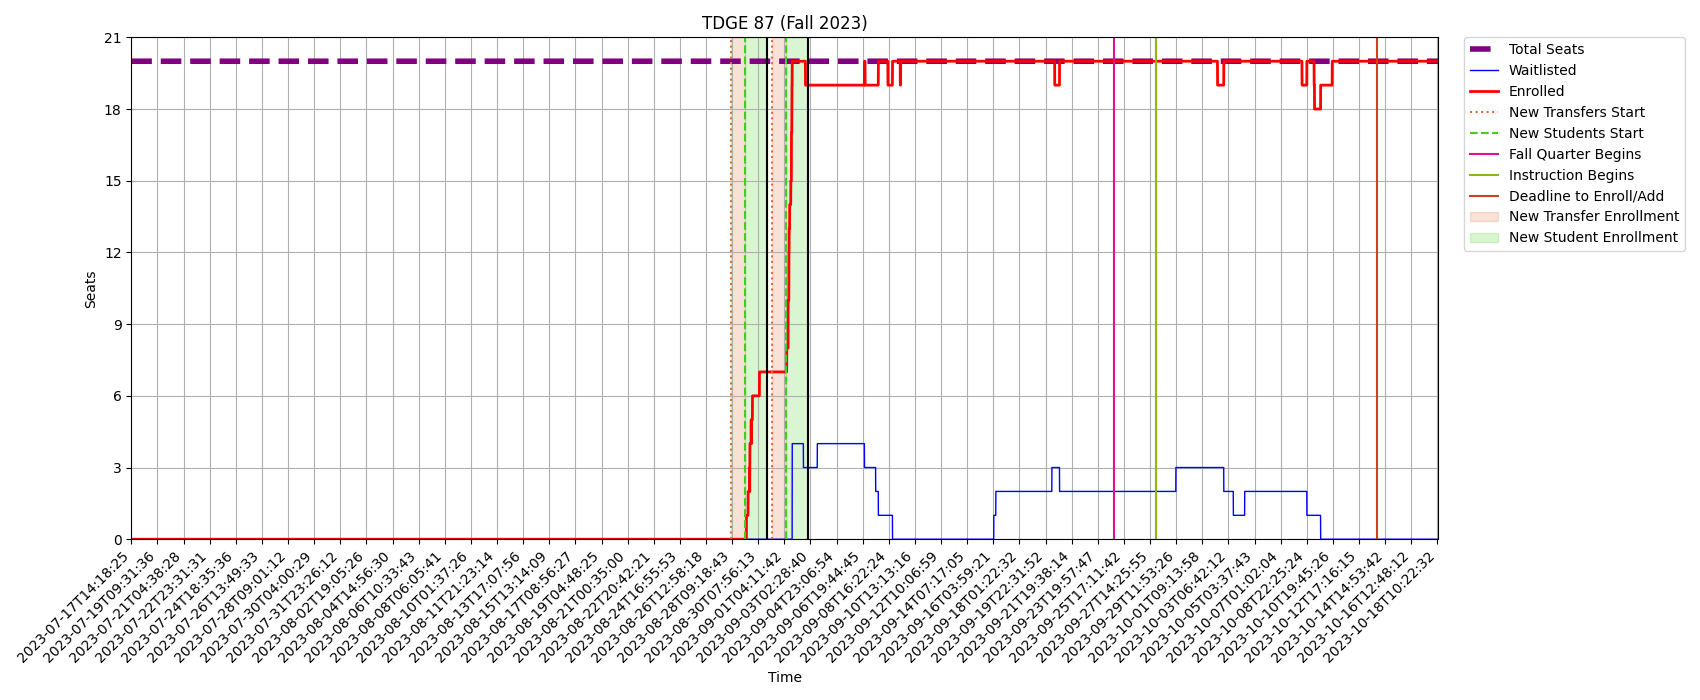 TDGE 87 (Fall 2023)
21
18
15
12
9
6
3
0
Seats
2023-07-17T14:18:25
2023-07-19T09:31:36
2023-07-21T04:38:28
2023-07-22T23:31:31
2023-07-24T18:35:36
2023-07-26T13:49:33
2023-07-28T09:01:12
2023-07-30T04:00:29
2023-07-31T23:26:12
2023-08-02T19:05:26
2023-08-04T14:56:30
2023-08-06T10:33:43
2023-08-08T06:05:41
2023-08-10T01:37:26
2023-08-11T21:23:14
2023-08-13T17:07:56
2023-08-15T13:14:09
2023-08-17T08:56:27
2023-08-19T04:48:25
2023-08-21T00:35:00
2023-08-22T20:42:21
2023-08-24T16:55:53
2023-08-26T12:58:18
2023-08-28T09:18:43
2023-08-30T07:56:13
2023-09-01T04:11:42
2023-09-03T02:28:40
2023-09-04T23:06:54
2023-09-06T19:44:45
2023-09-08T16:22:24
2023-09-10T13:13:16
2023-09-12T10:06:59
2023-09-14T07:17:05
2023-09-16T03:59:21
2023-09-18T01:22:32
2023-09-19T22:31:52
2023-09-21T19:38:14
2023-09-23T19:57:47
2023-09-25T17:11:42
2023-09-27T14:25:55
2023-09-29T11:53:26
2023-10-01T09:13:58
2023-10-03T06:42:12
2023-10-05T03:37:43
2023-10-07T01:02:04
2023-10-08T22:25:24
2023-10-10T19:45:26
2023-10-12T17:16:15
2023-10-14T14:53:42
2023-10-16T12:48:12
2023-10-18T10:22:32
Time
Total Seats
Waitlisted
Enrolled
New Transfers Start
New Students Start
Fall Quarter Begins
Instruction Begins
Deadline to Enroll/Add
New Transfer Enrollment
New Student Enrollment